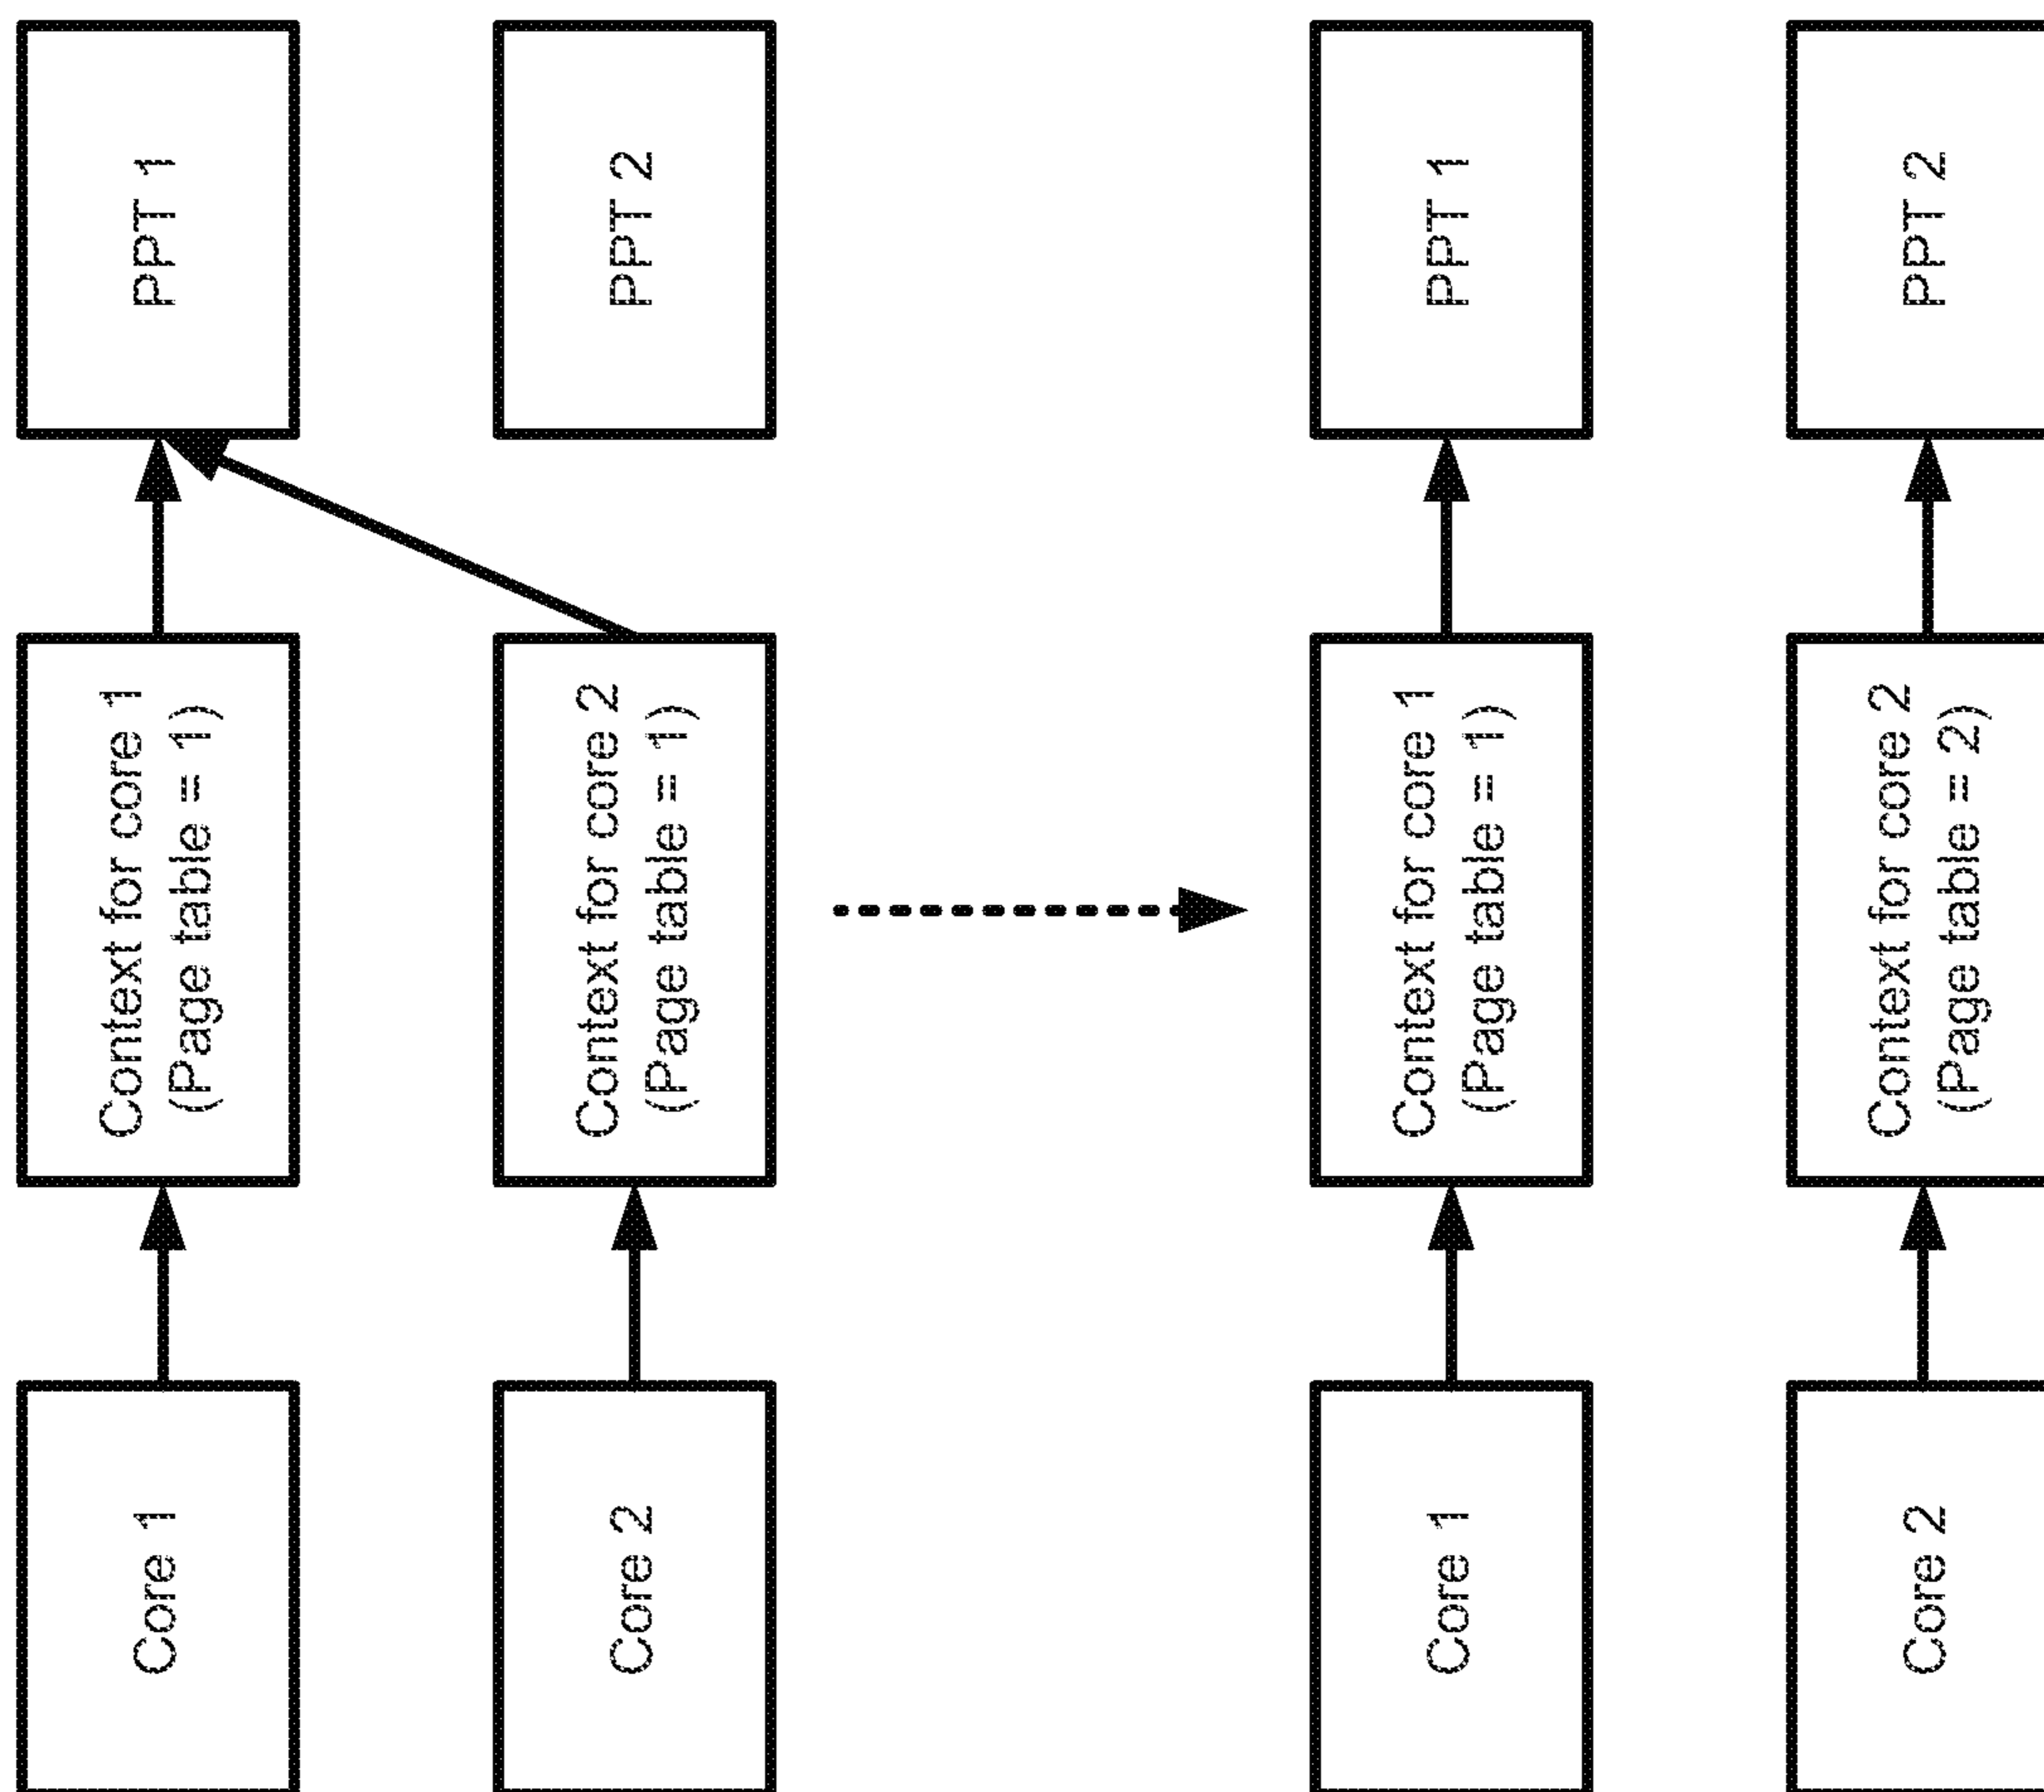 Core 1
Context for core 1
(Page table = 1)
PPT 1
Core 2
Context for core 2
(Page table = 1)
PPT 2
Core 1
Context for core 1
(Page table = 1)
PPT 1
Core 2
Context for core 2
(Page table = 2)
PPT 2